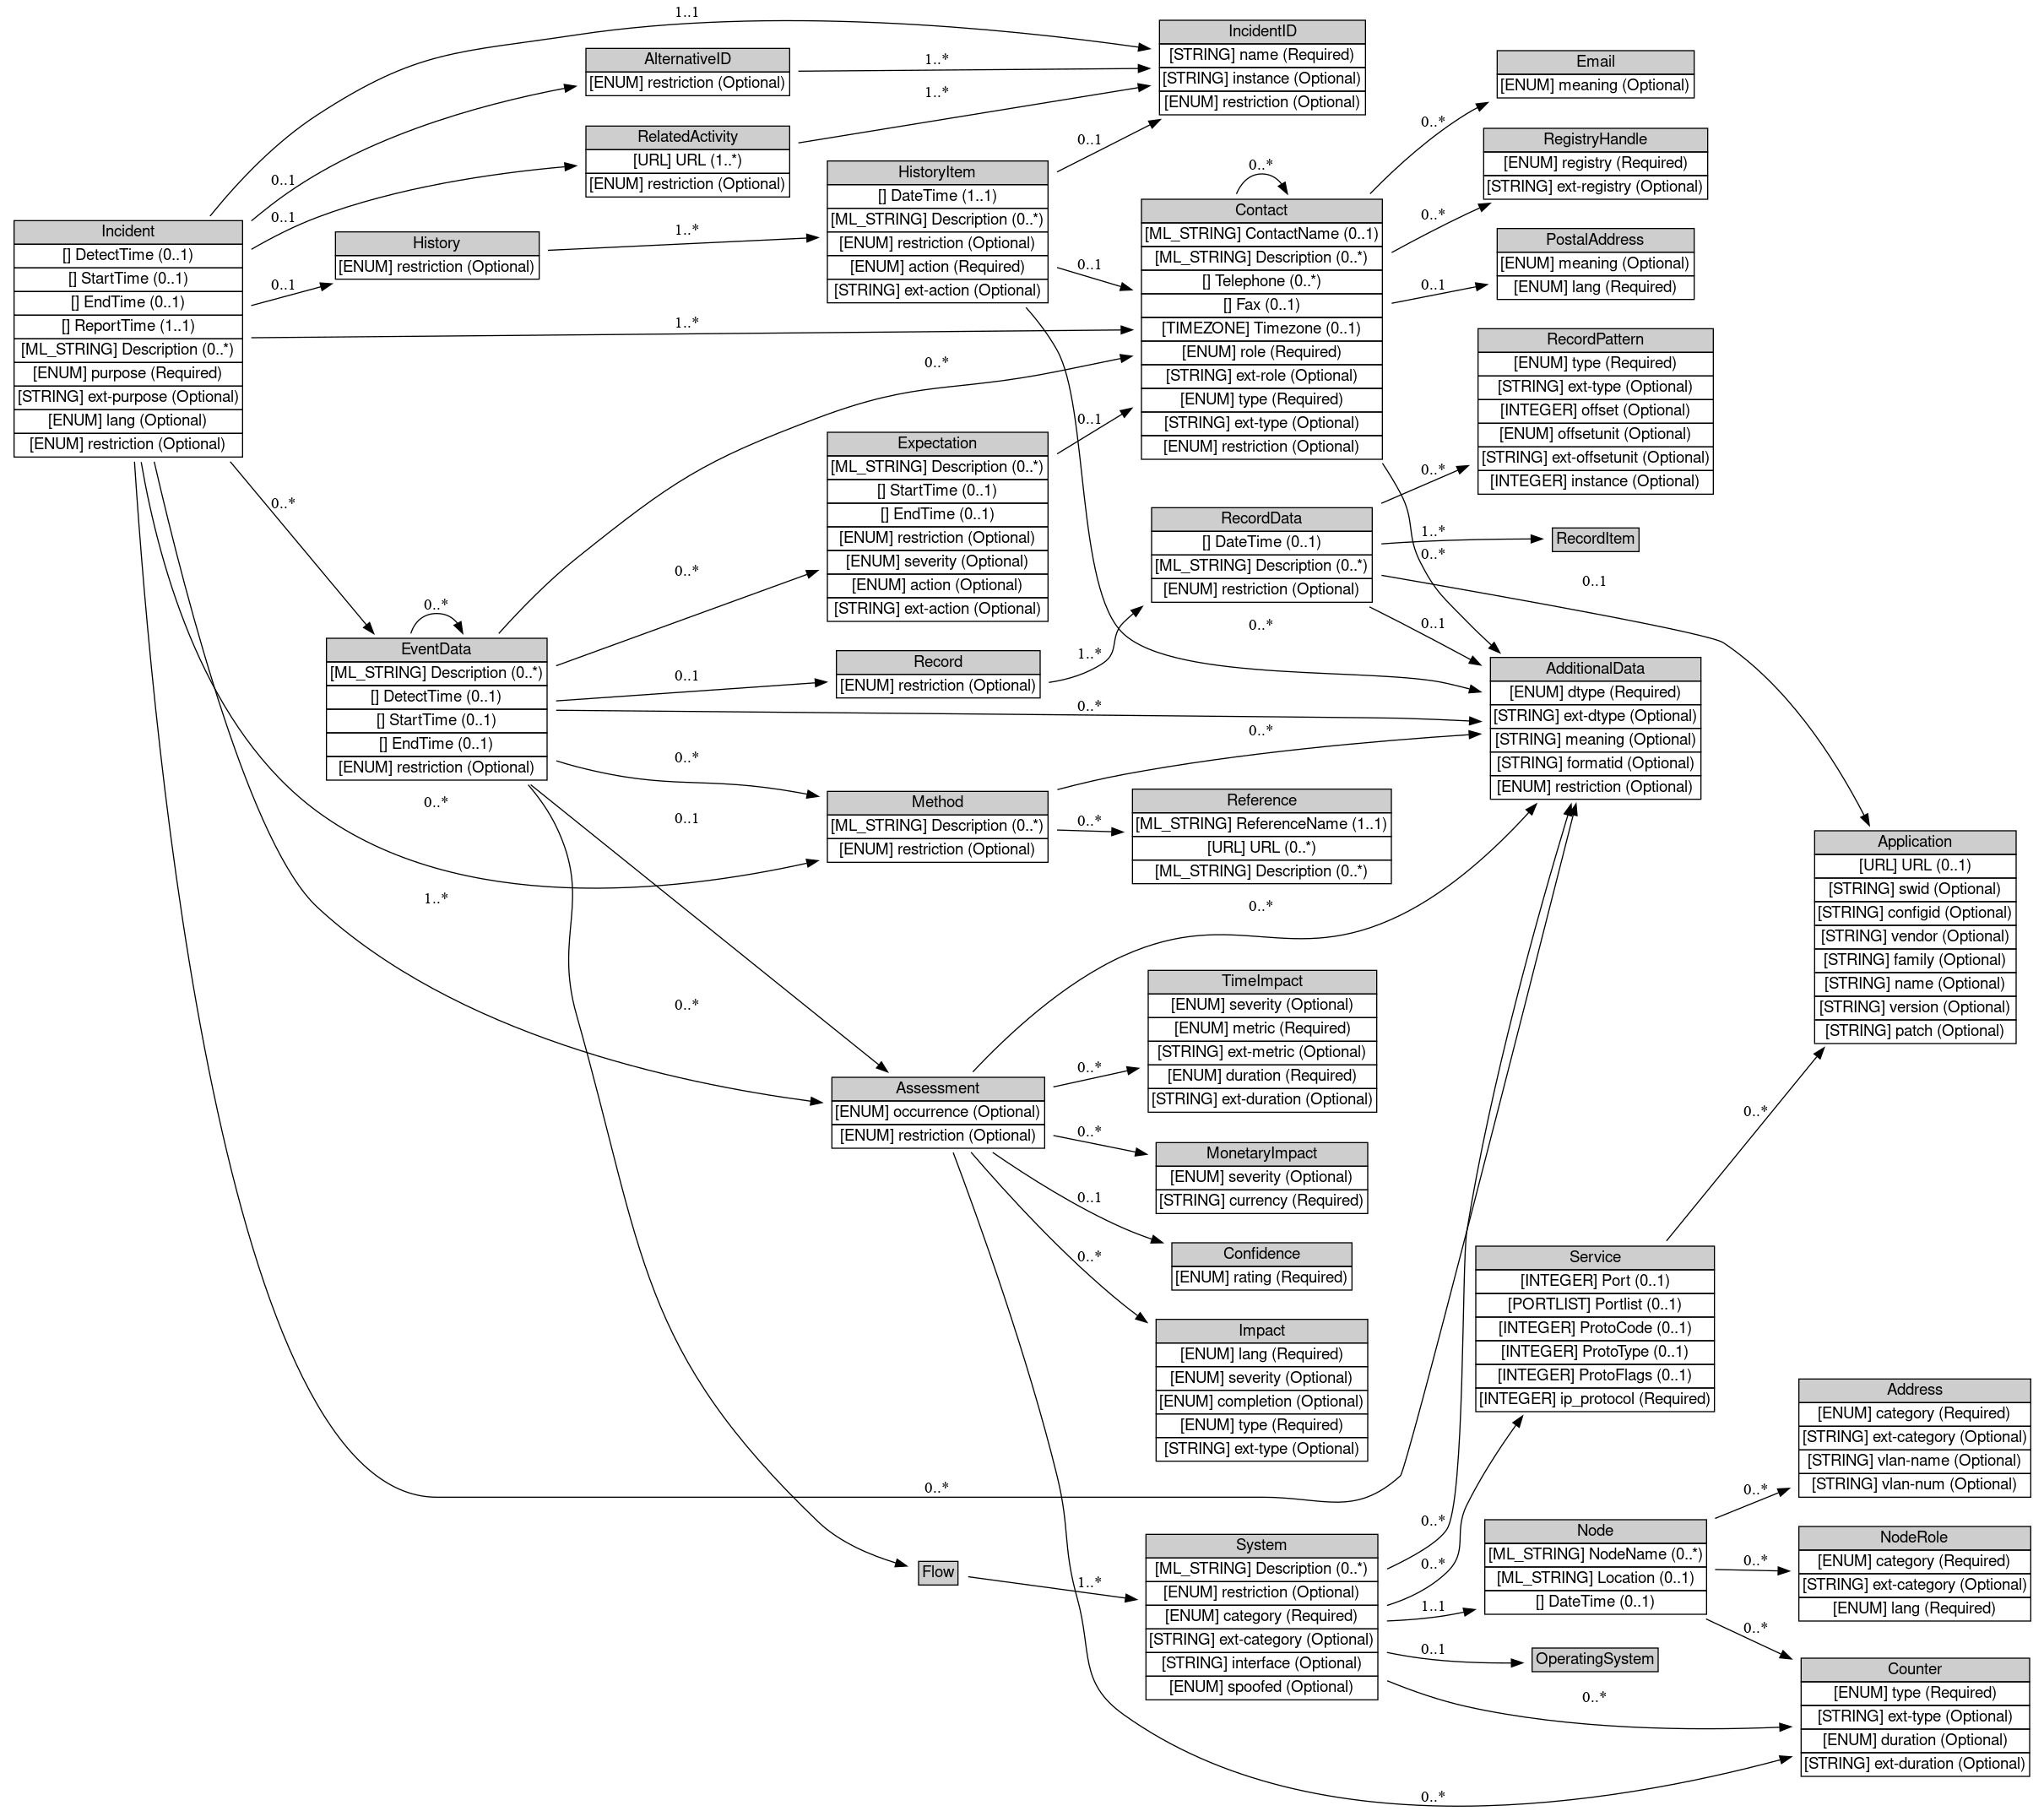 Incident
[] DetectTime (0..1)
[] StartTime (0..1)
[] EndTime (0..1)
[] ReportTime (1..1)
[ML_STRING] Description (0..*)
[ENUM] purpose (Required)
[STRING] ext-purpose (Optional)
[ENUM] lang (Optional)
[ENUM] restriction (Optional)
0..1
0..1
0..1
0..*
History
[ENUM] restriction (Optional)
0..*
EventData
[ML_STRING] Description (0..*)
[] DetectTime (0..1)
[] StartTime (0..1)
[] EndTime (0..1)
[ENUM] restriction (Optional)
0..*
1..*
1..1
AlternativeID
[ENUM] restriction (Optional)
RelatedActivity
[URL] URL (1..*)
[ENUM] restriction (Optional)
1..*
1..*
0..*
0..1
0..*
0..1
0..*
1..*
1..*
HistoryItem
[] DateTime (1..1)
[ML_STRING] Description (0..*)
[ENUM] restriction (Optional)
[ENUM] action (Required)
[STRING] ext-action (Optional)
0..*
Expectation
[ML_STRING] Description (0..*)
[] StartTime (0..1)
[] EndTime (0..1)
[ENUM] restriction (Optional)
[ENUM] severity (Optional)
[ENUM] action (Optional)
[STRING] ext-action (Optional)
Record
[ENUM] restriction (Optional)
Method
[ML_STRING] Description (0..*)
[ENUM] restriction (Optional)
Assessment
[ENUM] occurrence (Optional)
[ENUM] restriction (Optional)
0..*
Flow
0..1
0..1
0..1
1..*
0..*
0..*
0..*
0..*
0..1
0..*
1..*
IncidentID
[STRING] name (Required)
[STRING] instance (Optional)
[ENUM] restriction (Optional)
0..*
Contact
[ML_STRING] ContactName (0..1)
[ML_STRING] Description (0..*)
[] Telephone (0..*)
[] Fax (0..1)
[TIMEZONE] Timezone (0..1)
[ENUM] role (Required)
[STRING] ext-role (Optional)
[ENUM] type (Required)
[STRING] ext-type (Optional)
[ENUM] restriction (Optional)
RecordData
[] DateTime (0..1)
[ML_STRING] Description (0..*)
[ENUM] restriction (Optional)
0..*
0..*
Reference
[ML_STRING] ReferenceName (1..1)
[URL] URL (0..*)
[ML_STRING] Description (0..*)
0..*
TimeImpact
[ENUM] severity (Optional)
[ENUM] metric (Required)
[STRING] ext-metric (Optional)
[ENUM] duration (Required)
[STRING] ext-duration (Optional)
MonetaryImpact
[ENUM] severity (Optional)
[STRING] currency (Required)
Confidence
[ENUM] rating (Required)
Impact
[ENUM] lang (Required)
[ENUM] severity (Optional)
[ENUM] completion (Optional)
[ENUM] type (Required)
[STRING] ext-type (Optional)
System
[ML_STRING] Description (0..*)
[ENUM] restriction (Optional)
[ENUM] category (Required)
[STRING] ext-category (Optional)
[STRING] interface (Optional)
[ENUM] spoofed (Optional)
0..*
0..*
0..1
0..*
1..*
0..*
0..1
0..*
0..*
1..1
0..1
0..*
Email
[ENUM] meaning (Optional)
RegistryHandle
[ENUM] registry (Required)
[STRING] ext-registry (Optional)
PostalAddress
[ENUM] meaning (Optional)
[ENUM] lang (Required)
RecordPattern
[ENUM] type (Required)
[STRING] ext-type (Optional)
[INTEGER] offset (Optional)
[ENUM] offsetunit (Optional)
[STRING] ext-offsetunit (Optional)
[INTEGER] instance (Optional)
RecordItem
0..1
AdditionalData
[ENUM] dtype (Required)
[STRING] ext-dtype (Optional)
[STRING] meaning (Optional)
[STRING] formatid (Optional)
[ENUM] restriction (Optional)
Service
[INTEGER] Port (0..1)
[PORTLIST] Portlist (0..1)
[INTEGER] ProtoCode (0..1)
[INTEGER] ProtoType (0..1)
[INTEGER] ProtoFlags (0..1)
[INTEGER] ip_protocol (Required)
Node
[ML_STRING] NodeName (0..*)
[ML_STRING] Location (0..1)
[] DateTime (0..1)
OperatingSystem
0..*
0..*
0..*
0..*
0..*
Application
[URL] URL (0..1)
[STRING] swid (Optional)
[STRING] configid (Optional)
[STRING] vendor (Optional)
[STRING] family (Optional)
[STRING] name (Optional)
[STRING] version (Optional)
[STRING] patch (Optional)
Address
[ENUM] category (Required)
[STRING] ext-category (Optional)
[STRING] vlan-name (Optional)
[STRING] vlan-num (Optional)
NodeRole
[ENUM] category (Required)
[STRING] ext-category (Optional)
[ENUM] lang (Required)
Counter
[ENUM] type (Required)
[STRING] ext-type (Optional)
[ENUM] duration (Optional)
[STRING] ext-duration (Optional)